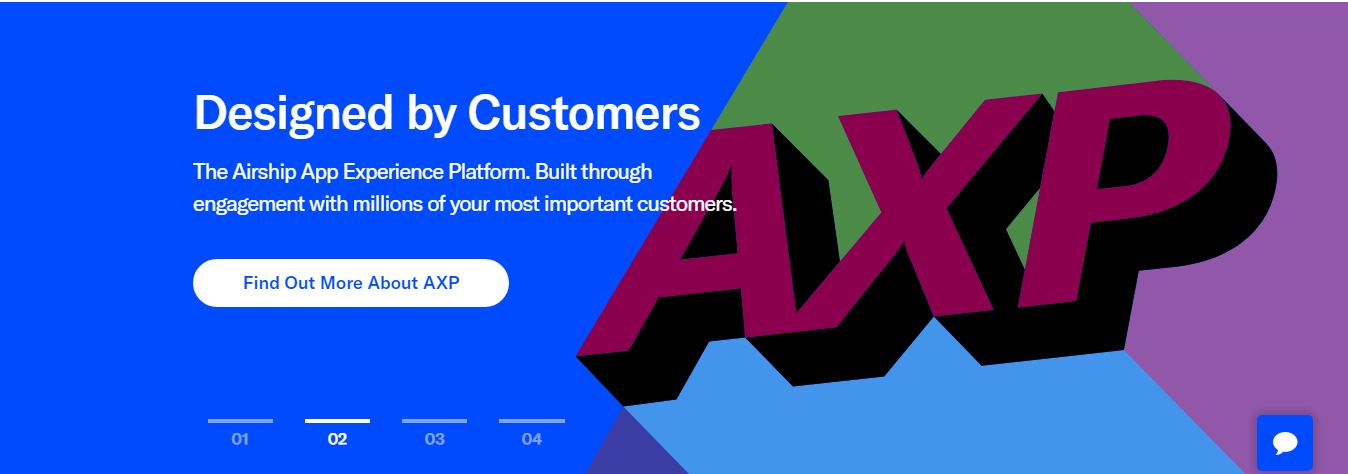 Designed by Customers
The Airship App Experience Platform. Built through
engagement with millions of your most important customers.
Find Out More About AXP
AXP
01
02
03
04